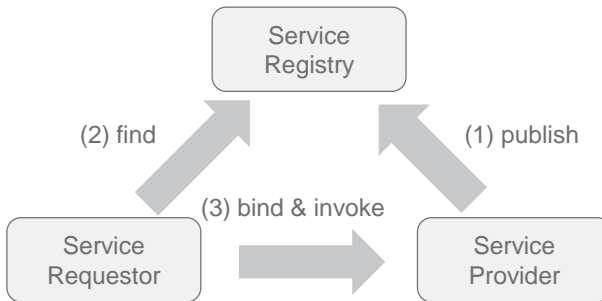 Service
Registry
(2) find
(1) publish
(3) bind & invoke
Service
Requestor
Service
Provider